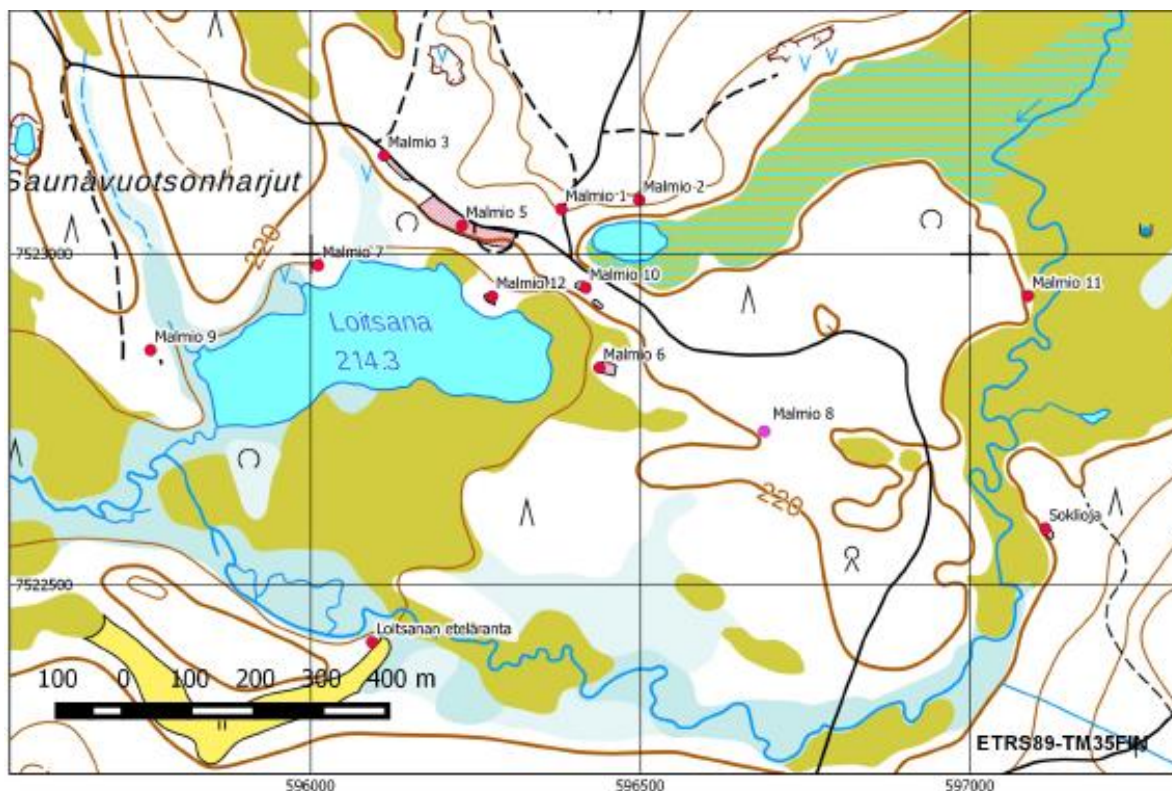 Malmio 3
Saunavuotsonharjut
Malmio 1
Malmio 2
Malmio 5
7523000
220
Malmio 7
Malmio 10
Malmio 12
Malmio 11
Loitsana
214.3
Malmio 9
Malmio 6
Malmio 8
220
Soklioja
7522500
Loitsanan eteläranta
100 0 100 200 300 400 m
ETRS89-TM35FIN
596000 596500 597000